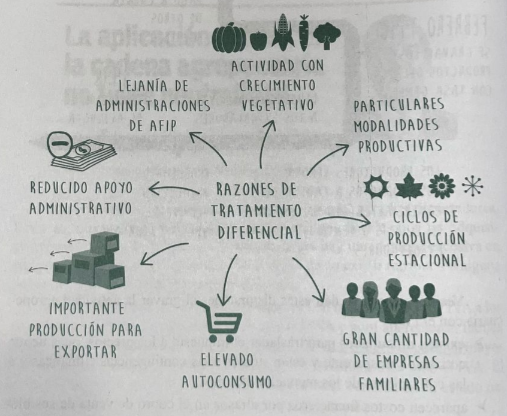 ACTIVIDAD CON
CRECIMIENTO
VEGETATIVO
LEJANÍA DE
ADMINISTRACIONES
DE AFIP
PARTICULARES
MODALIDADES
PRODUCTIVAS
REDUCIDO APOYO
ADMINISTRATIVO
RAZONES DE
TRATAMIENTO
DIFERENCIAL
CICLOS DE
PRODUCCIÓN
ESTACIONAL
IMPORTANTE
PRODUCCIÓN PARA
EXPORTAR
ELEVADO
AUTOCONSUMO
GRAN CANTIDAD
DE EMPRESAS
FAMILIARES